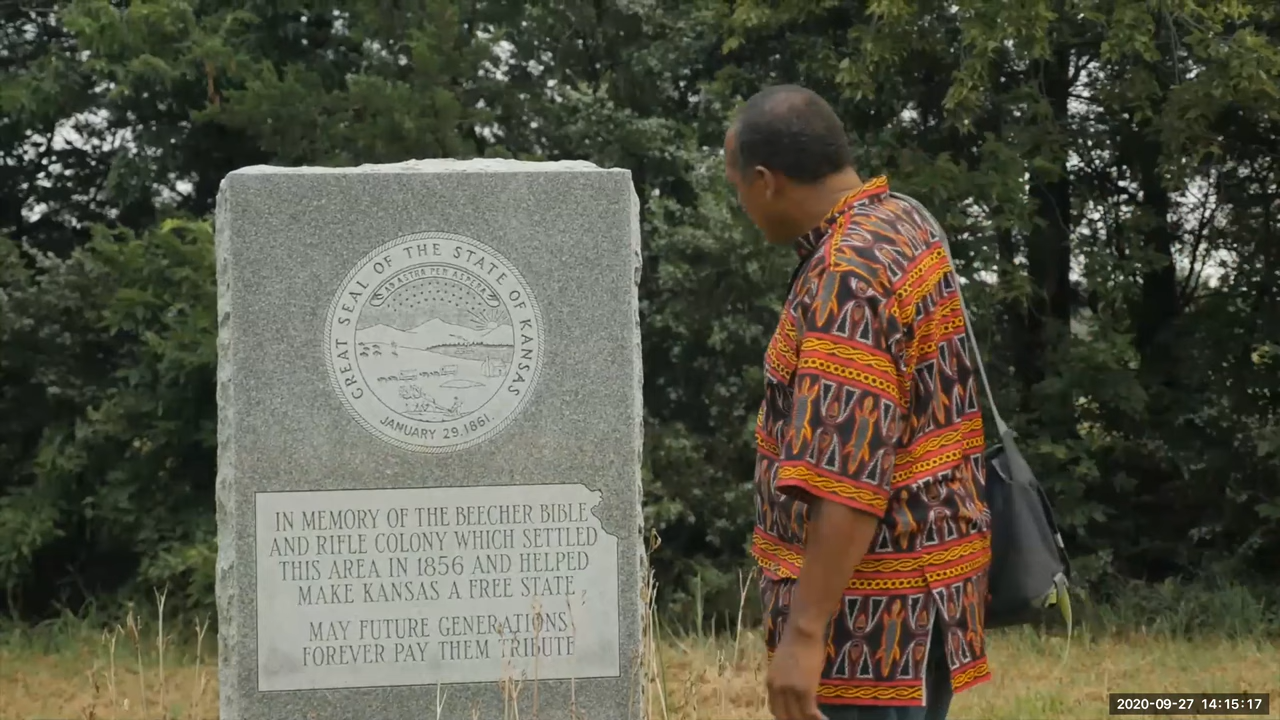 GREAT SEAL OF THE STATE OF KANSAS
AD ASTRA PER ASPERA
JANUARY 29, 1861.
IN MEMORY OF THE BEECHER BIBLE
AND RIFLE COLONY WHICH SETTLED
THIS AREA IN 1856 AND HELPED
MAKE KANSAS A FREE STATE
MAY FUTURE GENERATIONS
FOREVER PAY THEM TRIBUTE
2020-09-27 14:15:17